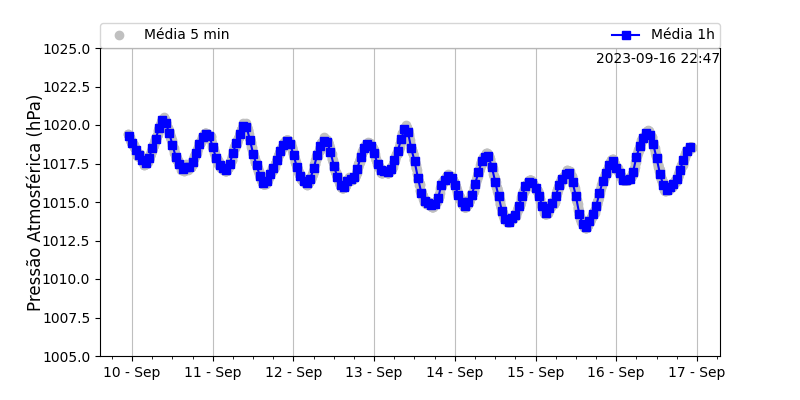 Média 5 min
Média 1h
2023-09-16 22:47
Pressão Atmosférica (hPa)
1025.0
1022.5
1020.0
1017.5
1015.0
1012.5
1010.0
1007.5
1005.0
10 - Sep
11 - Sep
12 - Sep
13 - Sep
14 - Sep
15 - Sep
16 - Sep
17 - Sep